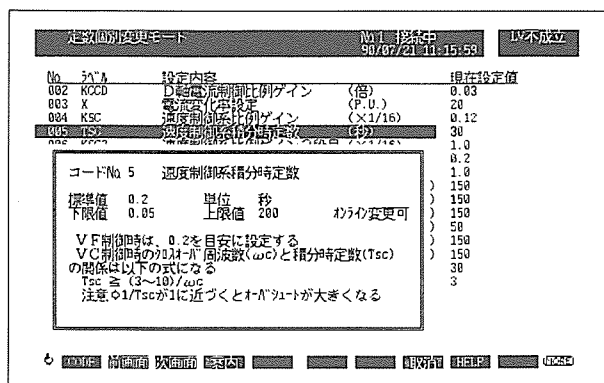 定数個別変更モード
No 1 接続中
90/07/21 11:15:59
LV不成立
No ラベル 設定内容 現在設定値
002 KCCD D軸電流制御比例ゲイン (倍) 0.03
003 X 電流変化率設定 (P.U.) 20
004 KSC 速度制御系比例ゲイン (×1/16) 0.12
005 TSC 速度制御系積分時定数 (秒) 30
1.0
0.2
1.0
) 150
) 150
) 150
) 50
) 150
) 150
30
3
コードNo 5 速度制御系積分時定数
標準値 0.2 単位 秒
下限値 0.05 上限値 200 オンライン変更可
VF制御時は、0.2を目安に設定する
VC制御時のクロスオーバ周波数(ωc)と積分時定数(Tsc)
の関係は以下の式になる
Tsc ≧ (3~10)/ωc
注意⇨1/Tscが1に近づくとオーバシュートが大きくなる
CODE 前画面 次画面 案内 取消 HELP